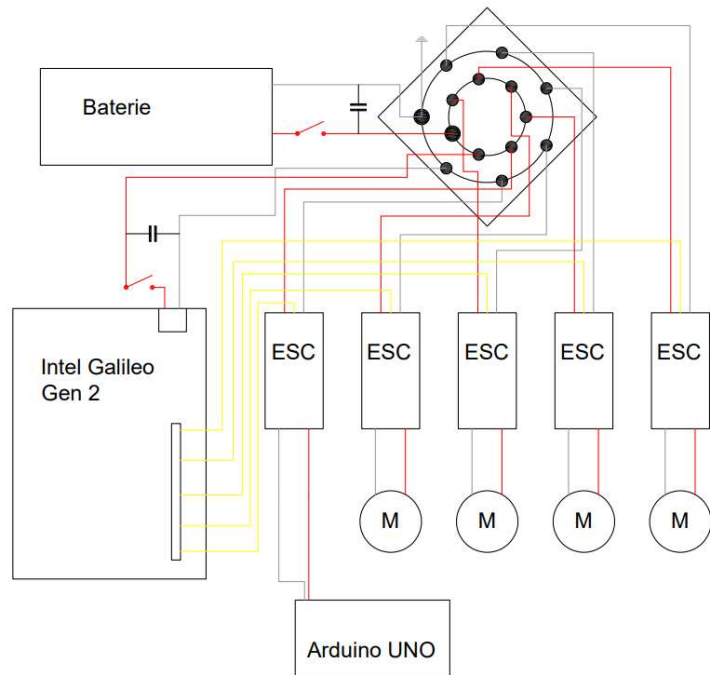 Baterie
Intel Galileo
Gen 2
ESC
ESC
ESC
ESC
ESC
M
M
M
M
Arduino UNO